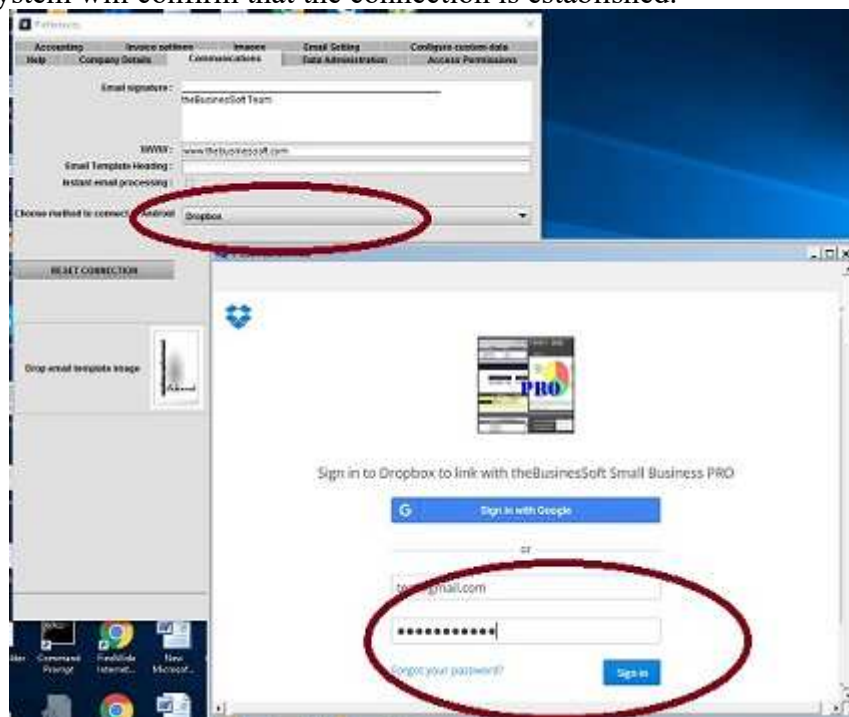 system will confirm that the connection is established.
Preferences
Accounting Invoice settings Images Email Setting Configure custom data
Help Company Details Communications Data Administration Access Permissions
Email signature :
theBusinesSoft Team
WWW : www.thebusinessoft.com
Email Template Heading :
Instant email processing :
Choose method to connect Android Dropbox
RESET CONNECTION
Drop email template image
PRO
Sign in to Dropbox to link with theBusinesSoft Small Business PRO
G Sign in with Google
or
gmail.com
Forgot your password? Sign in
Command Prompt
New